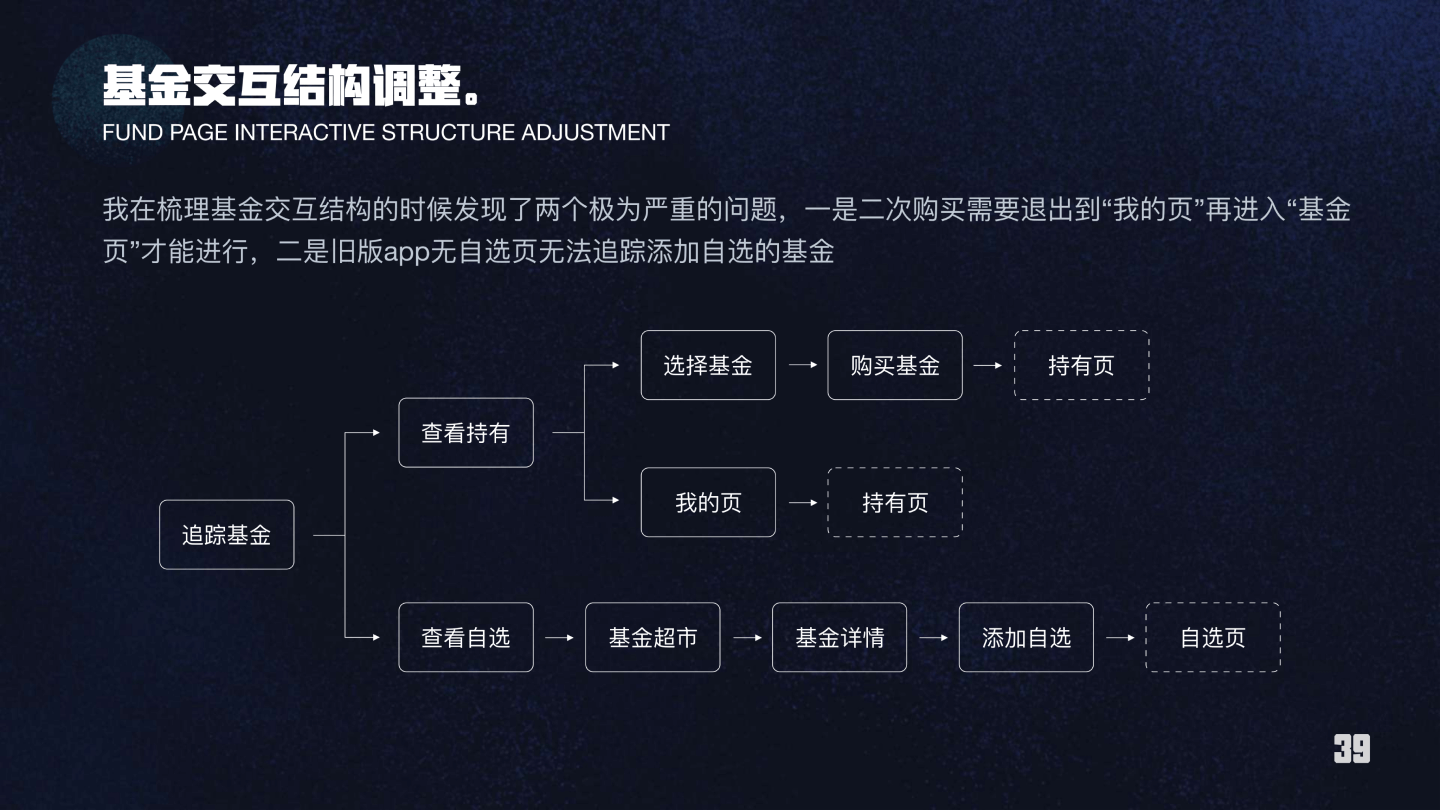 基金交互结构调整。
FUND PAGE INTERACTIVE STRUCTURE ADJUSTMENT
我在梳理基金交互结构的时候发现了两个极为严重的问题，一是二次购买需要退出到“我的页”再进入“基金
页”才能进行，二是旧版app无自选页无法追踪添加自选的基金
选择基金
购买基金
持有页
查看持有
我的页
持有页
追踪基金
查看自选
基金超市
基金详情
添加自选
自选页
39